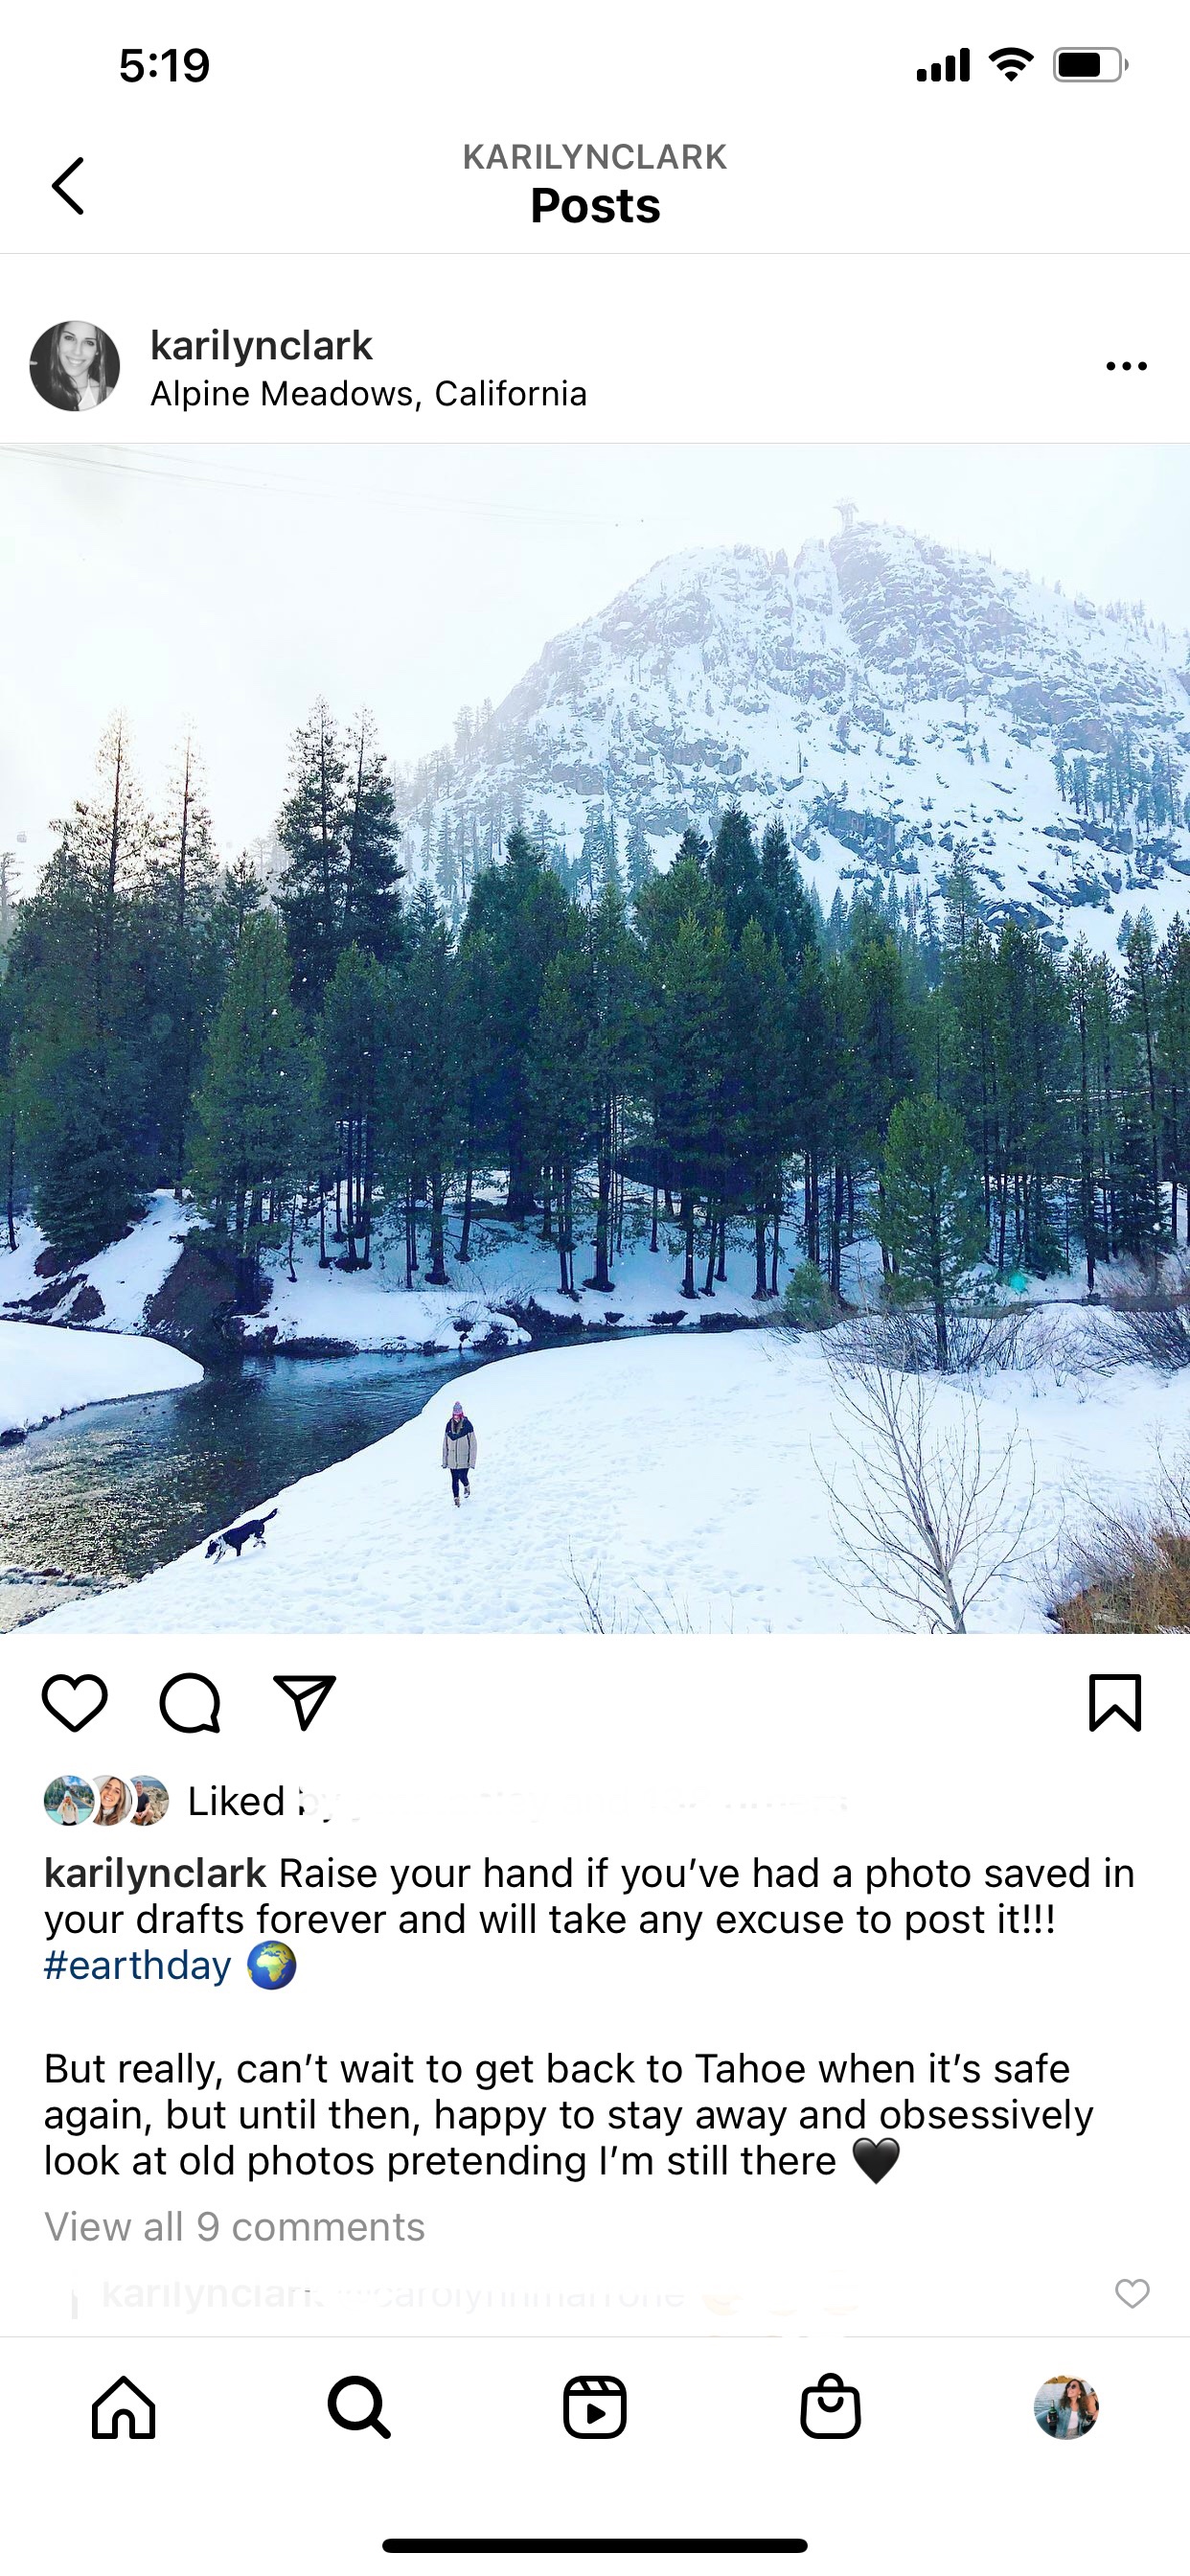 5:19
KARILYNCLARK
Posts
karilynclark
Alpine Meadows, California
Liked by
karilynclark Raise your hand if you’ve had a photo saved in
your drafts forever and will take any excuse to post it!!!
#earthday 🌍
But really, can’t wait to get back to Tahoe when it’s safe
again, but until then, happy to stay away and obsessively
look at old photos pretending I’m still there 🖤
View all 9 comments
karilynclark